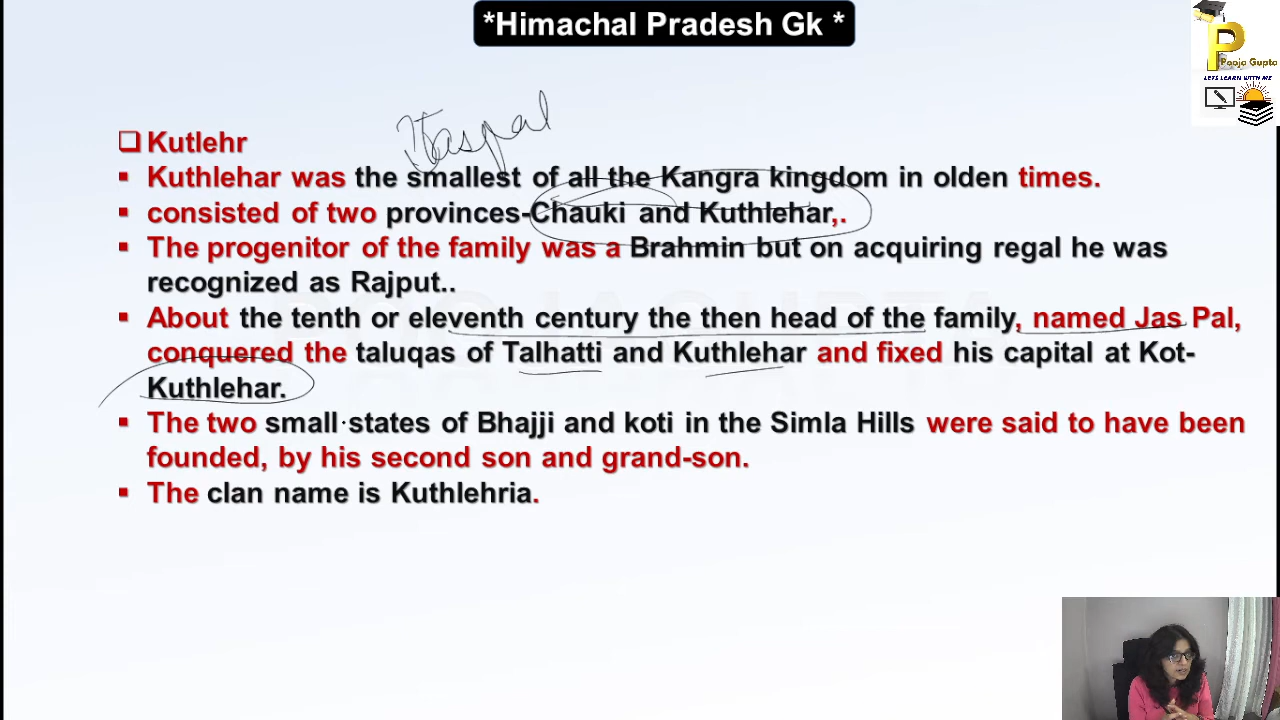 *Himachal Pradesh Gk *
P
Pooja Gupta
LETS LEARN WITH ME
Kutlehr
Kuthlehar was the smallest of all the Kangra kingdom in olden times.
consisted of two provinces-Chauki and Kuthlehar,.
The progenitor of the family was a Brahmin but on acquiring regal he was
recognized as Rajput..
About the tenth or eleventh century the then head of the family, named Jas Pal,
conquered the taluqas of Talhatti and Kuthlehar and fixed his capital at Kot-
Kuthlehar.
The two small states of Bhajji and koti in the Simla Hills were said to have been
founded, by his second son and grand-son.
The clan name is Kuthlehria.